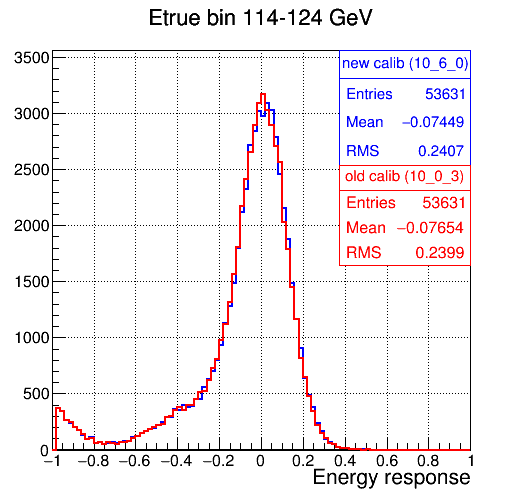 Etrue bin 114-124 GeV
new calib (10_6_0)
Entries 53631
Mean −0.07449
RMS 0.2407
old calib (10_0_3)
Entries 53631
Mean −0.07654
RMS 0.2399
3500
3000
2500
2000
1500
1000
500
0
−1 −0.8 −0.6 −0.4 −0.2 0 0.2 0.4 0.6 0.8 1
Energy response